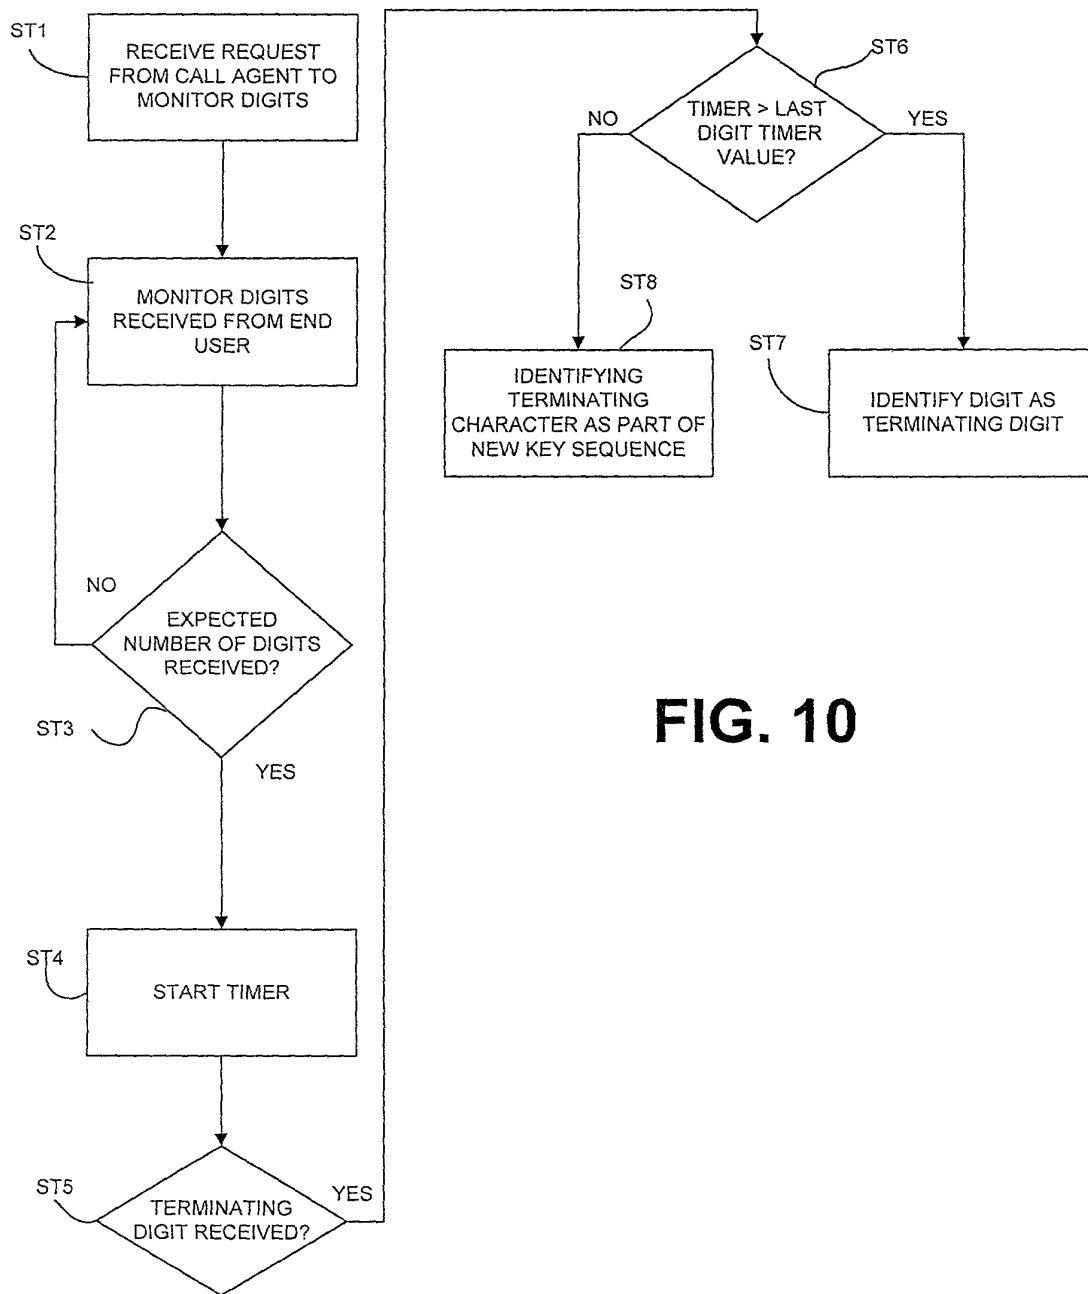 ST1
RECEIVE REQUEST
FROM CALL AGENT TO
MONITOR DIGITS
ST2
MONITOR DIGITS
RECEIVED FROM END
USER
NO
EXPECTED
NUMBER OF DIGITS
RECEIVED?
ST3
YES
ST4
START TIMER
ST5
TERMINATING
DIGIT RECEIVED?
YES
ST6
TIMER > LAST
DIGIT TIMER
VALUE?
NO
YES
ST8
IDENTIFYING
TERMINATING
CHARACTER AS PART OF
NEW KEY SEQUENCE
ST7
IDENTIFY DIGIT AS
TERMINATING DIGIT
FIG. 10